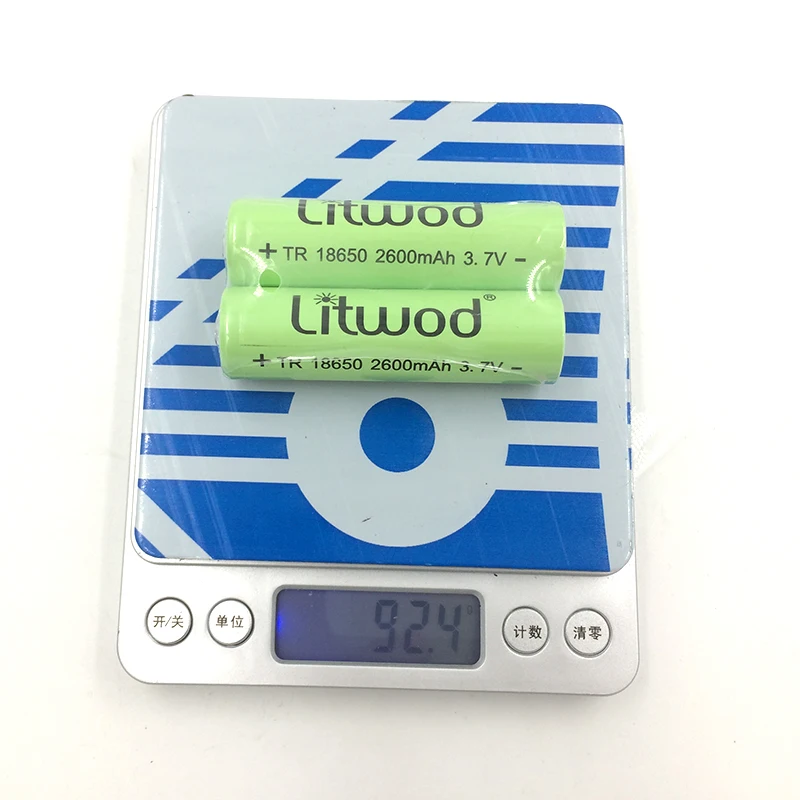 Litwod
+ TR 18650 2600mAh 3.7V -
Litwod®
+ TR 18650 2600mAh 3.7V -
92.4
开/关
单位
计数
清零